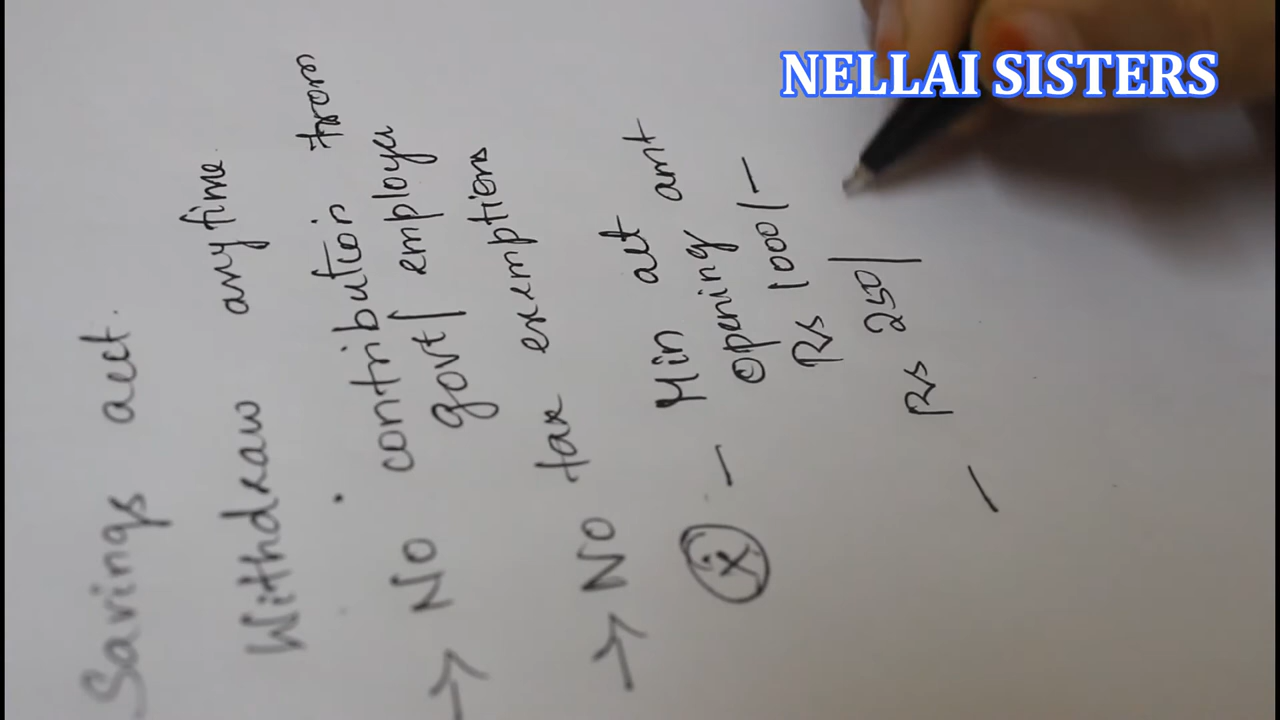 NELLAI SISTERS
Savings acct.
Withdraw anytime.
→ No contribution from
govt / employer
→ No tax exemptions
- Min act amt
opening
Rs 1000/-
- Rs 250/